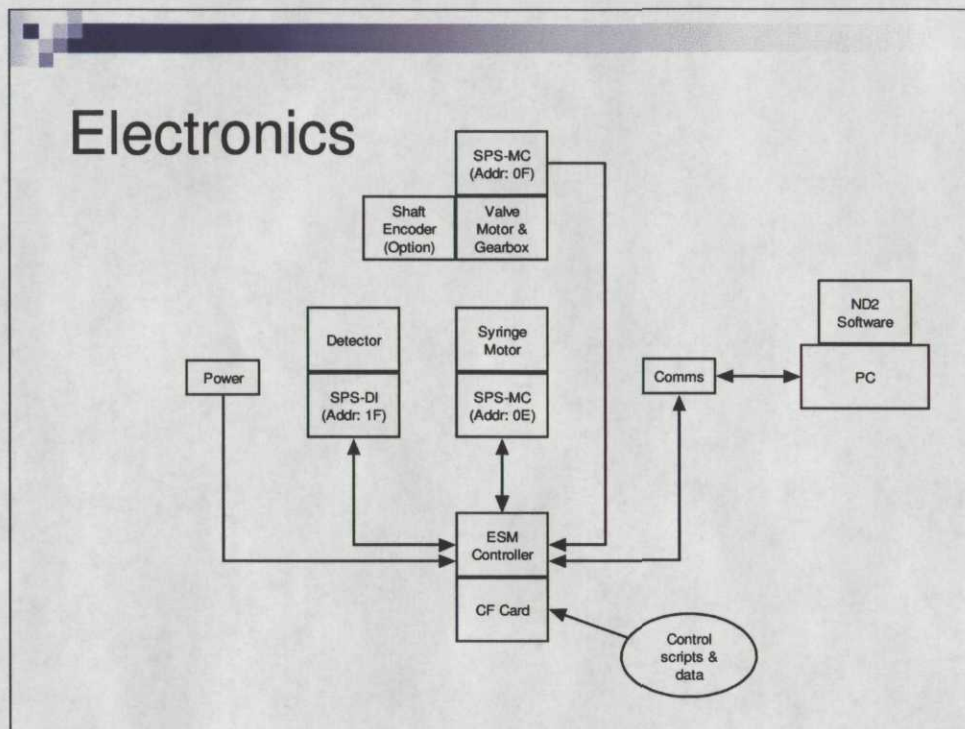 Electronics
SPS-MC
(Addr: 0F)
Shaft
Encoder
(Option)
Valve
Motor &
Gearbox
Detector
SPS-DI
(Addr: 1F)
Syringe
Motor
SPS-MC
(Addr: 0E)
Power
Comms
ND2
Software
PC
ESM
Controller
CF Card
Control
scripts &
data